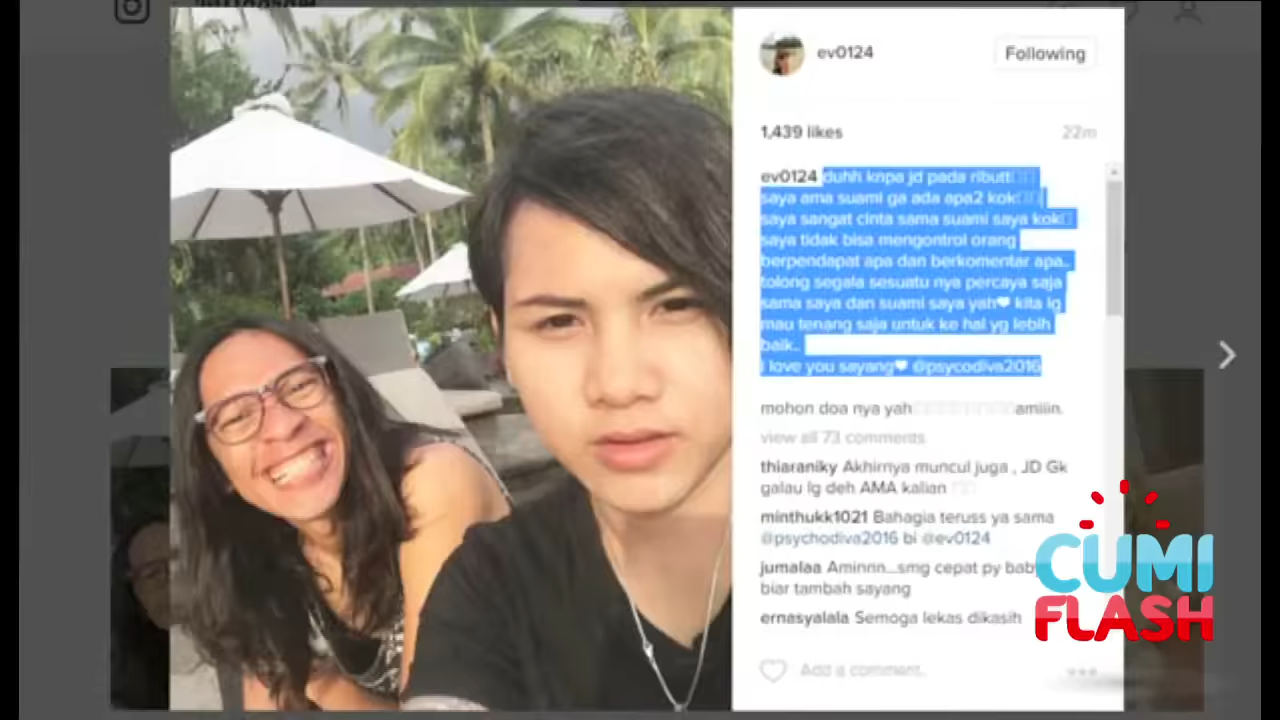 ev0124
Following
1,439 likes
22m
ev0124 duhh knpa jd pada ributt
saya ama suami ga ada apa2 kok
saya sangat cinta sama suami saya kok
saya tidak bisa mengontrol orang
berpendapat apa dan berkomentar apa..
tolong segala sesuatu nya percaya saja
sama saya dan suami saya yah❤ kita lg
mau tenang saja untuk ke hal yg lebih
baik..
I love you sayang❤ @psycodiva2016
mohon doa nya yah amiiin.
view all 73 comments
thiaraniky Akhirnya muncul juga , JD Gk
galau lg deh AMA kalian
minthukk1021 Bahagia teruss ya sama
@psychodiva2016 bi @ev0124
jumalaa Aminnn...smg cepat py baby
biar tambah sayang
ernasyalala Semoga lekas dikasih
Add a comment.
CUMI
FLASH